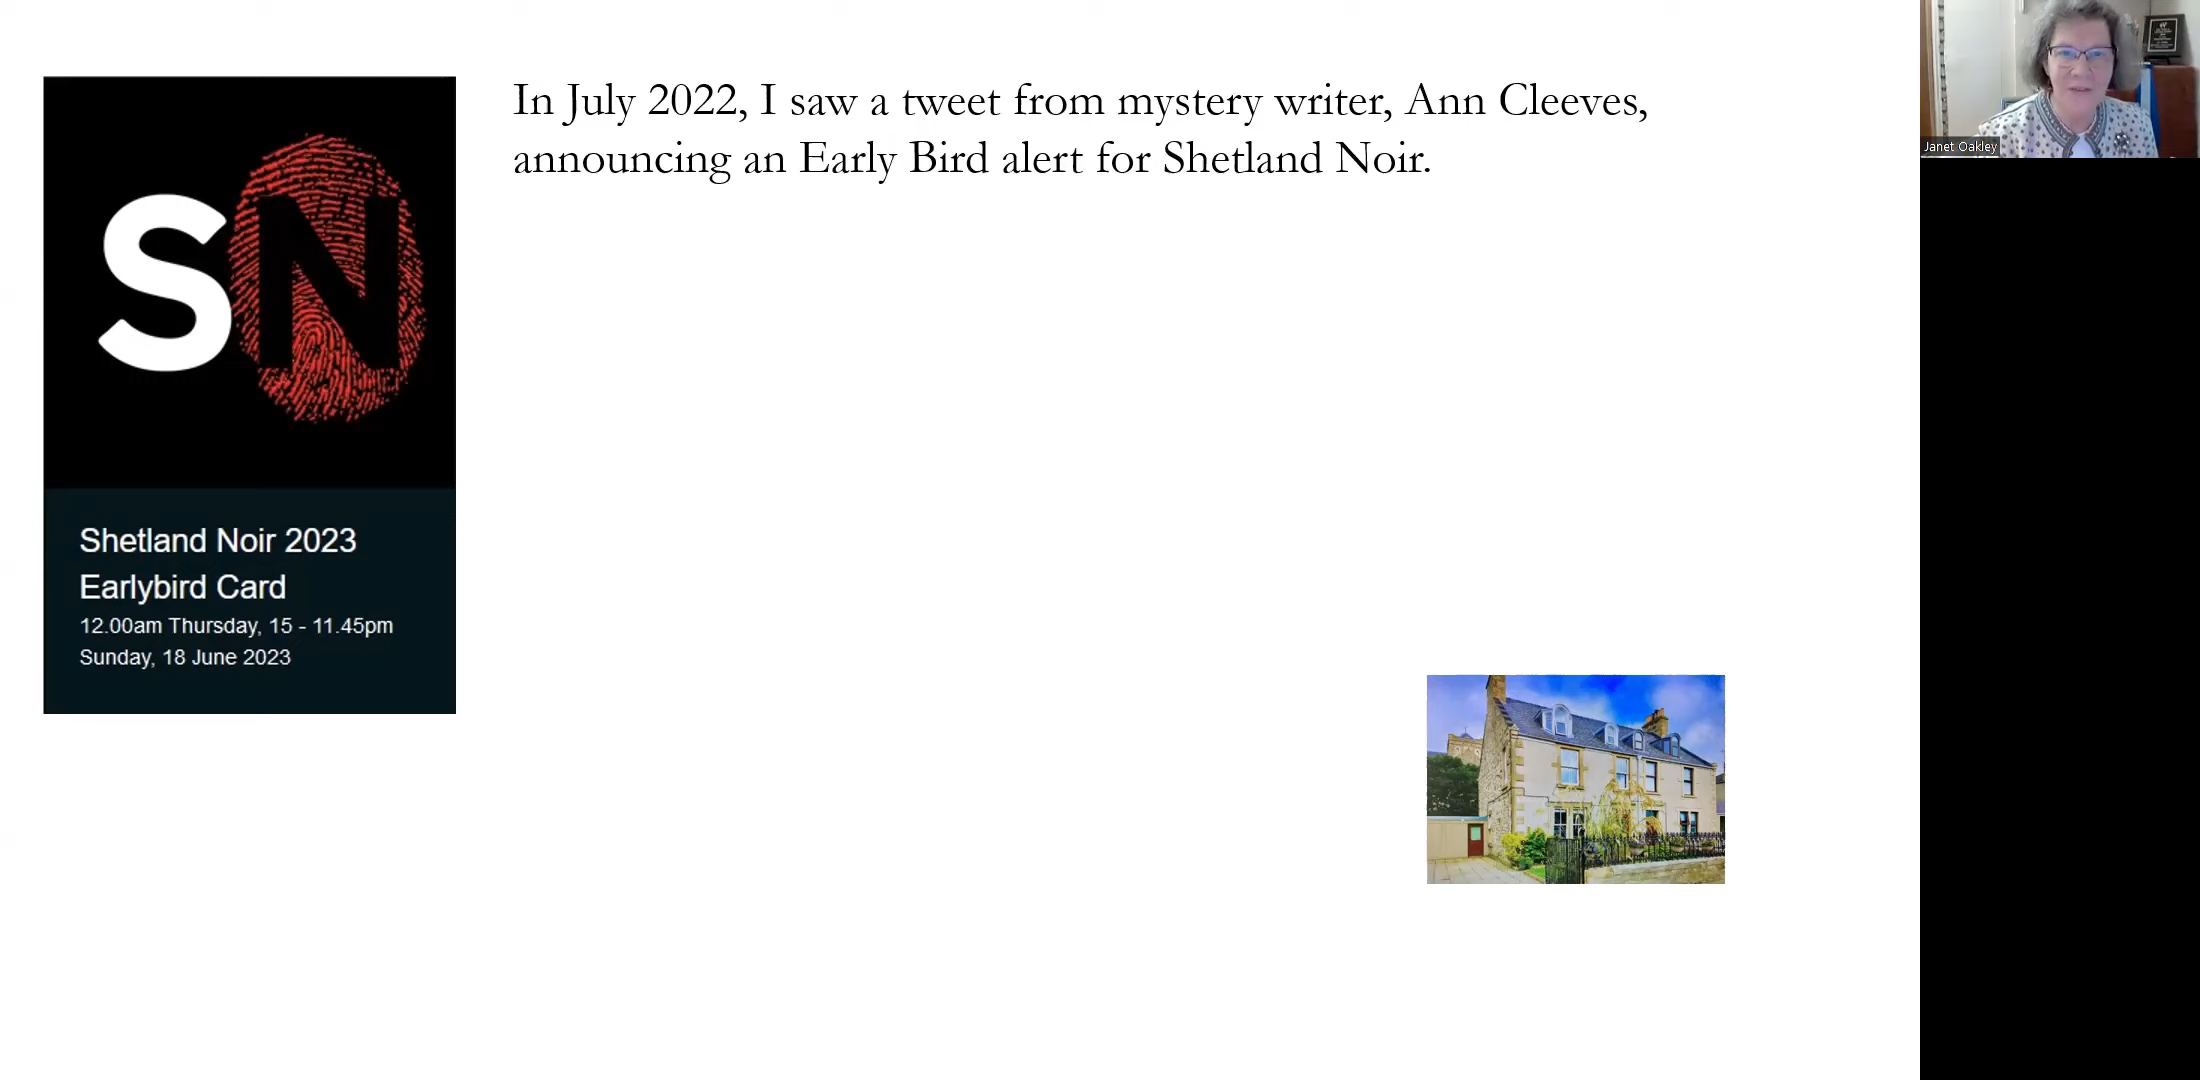 In July 2022, I saw a tweet from mystery writer, Ann Cleeves,
announcing an Early Bird alert for Shetland Noir.
SN
Shetland Noir 2023
Earlybird Card
12.00am Thursday, 15 - 11.45pm
Sunday, 18 June 2023
Janet Oakley